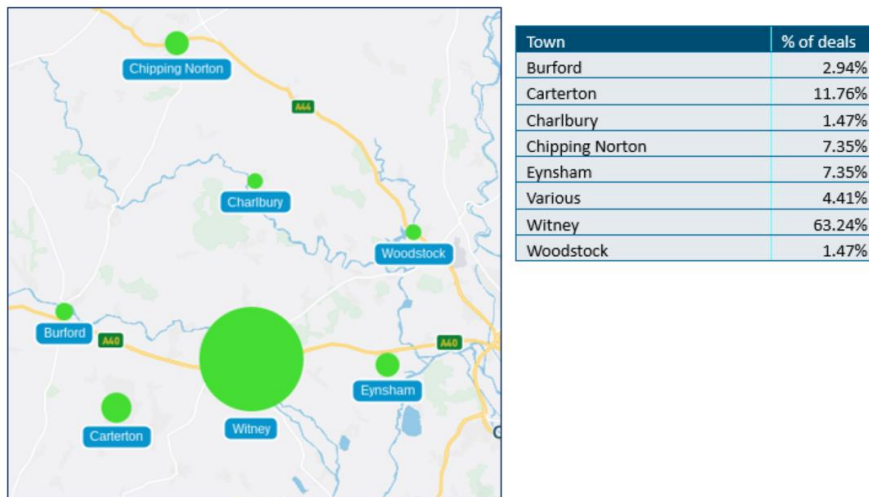 Chipping Norton
A44
Charlbury
Woodstock
Burford
A40
A40
Eynsham
Carterton
Witney
Town % of deals
Burford 2.94%
Carterton 11.76%
Charlbury 1.47%
Chipping Norton 7.35%
Eynsham 7.35%
Various 4.41%
Witney 63.24%
Woodstock 1.47%